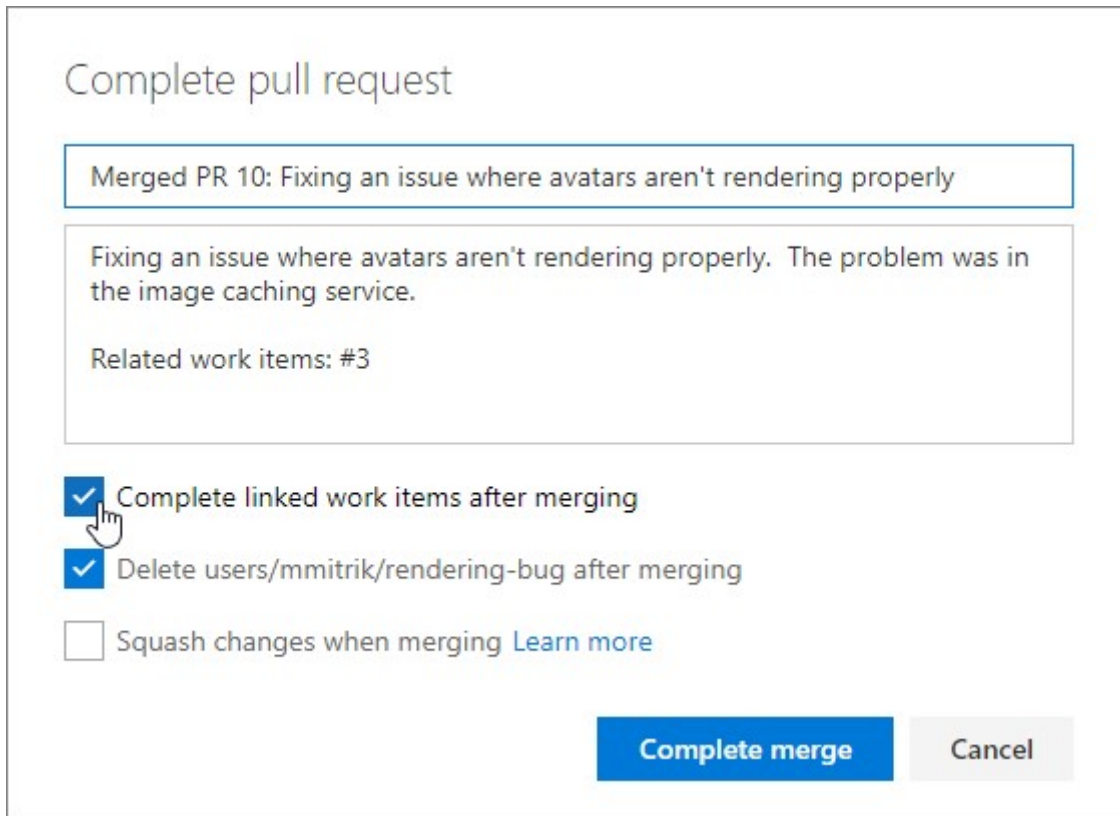 Complete pull request
Merged PR 10: Fixing an issue where avatars aren't rendering properly
Fixing an issue where avatars aren't rendering properly.  The problem was in
the image caching service.
Related work items: #3
Complete linked work items after merging
Delete users/mmitrik/rendering-bug after merging
Squash changes when merging Learn more
Complete merge Cancel